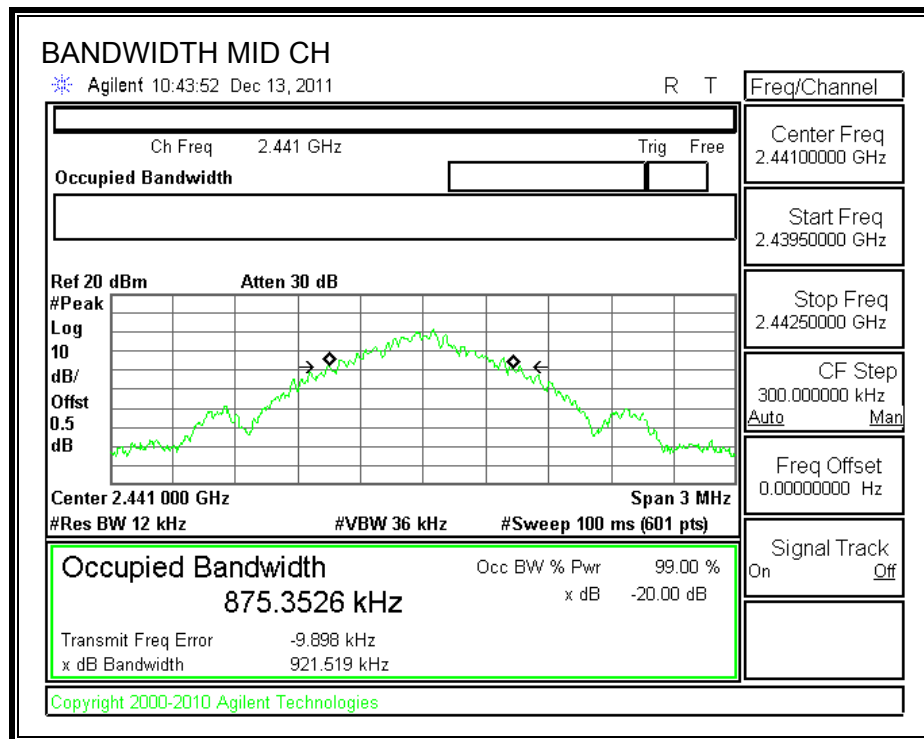 BANDWIDTH MID CH
Agilent 10:43:52 Dec 13, 2011 R T
Freq/Channel
Ch Freq 2.441 GHz Trig Free
Occupied Bandwidth
Center Freq
2.44100000 GHz
Start Freq
2.43950000 GHz
Stop Freq
2.44250000 GHz
CF Step
300.000000 kHz
Auto Man
Freq Offset
0.00000000 Hz
Signal Track
On Off
Ref 20 dBm Atten 30 dB
#Peak
Log
10
dB/
Offst
0.5
dB
Center 2.441 000 GHz Span 3 MHz
#Res BW 12 kHz #VBW 36 kHz #Sweep 100 ms (601 pts)
Occupied Bandwidth Occ BW % Pwr 99.00 %
875.3526 kHz x dB -20.00 dB
Transmit Freq Error -9.898 kHz
x dB Bandwidth 921.519 kHz
Copyright 2000-2010 Agilent Technologies